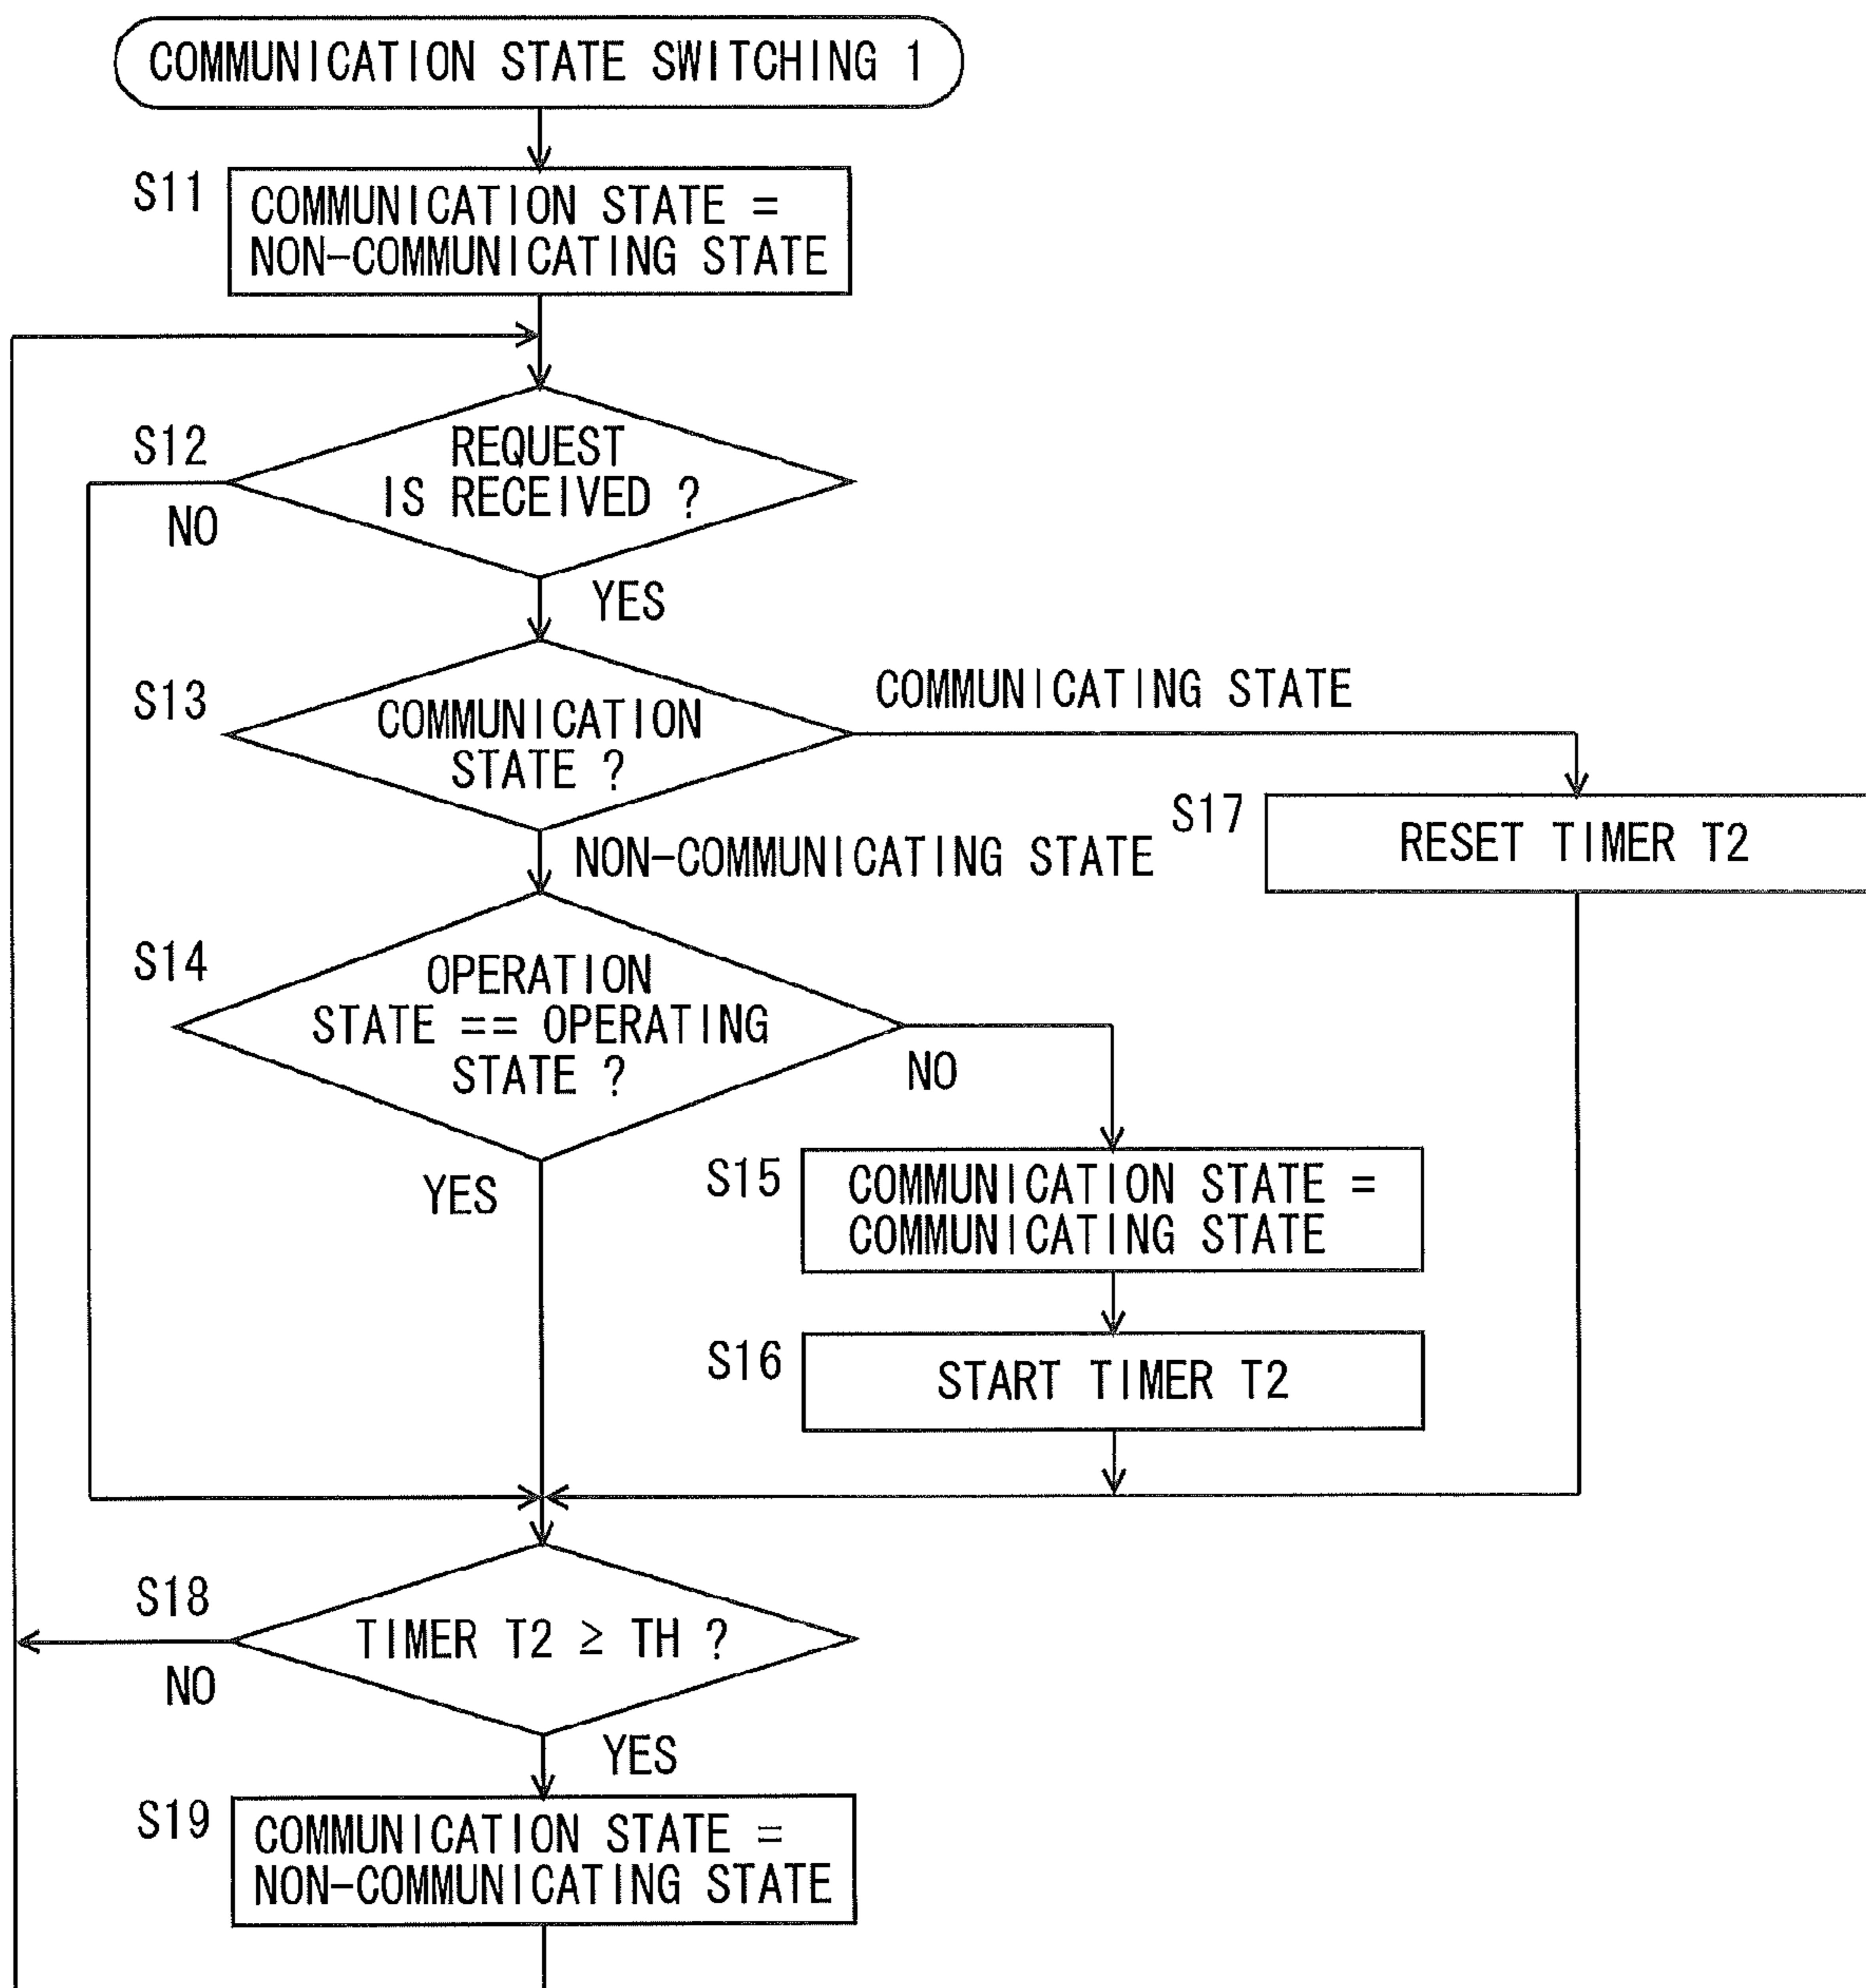 COMMUNICATION STATE SWITCHING 1
S11
COMMUNICATION STATE =
NON-COMMUNICATING STATE
S12
REQUEST
IS RECEIVED ?
NO
YES
S13
COMMUNICATION
STATE ?
COMMUNICATING STATE
S17
RESET TIMER T2
NON-COMMUNICATING STATE
S14
OPERATION
STATE == OPERATING
STATE ?
NO
YES
S15
COMMUNICATION STATE =
COMMUNICATING STATE
S16
START TIMER T2
S18
TIMER T2 ≥ TH ?
NO
YES
S19
COMMUNICATION STATE =
NON-COMMUNICATING STATE